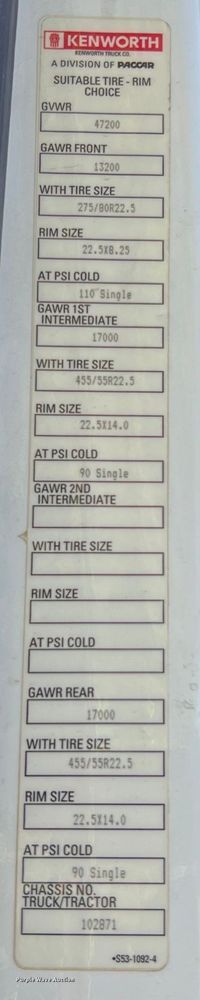 KENWORTH
KENWORTH TRUCK CO.
A DIVISION OF PACCAR
SUITABLE TIRE - RIM
CHOICE
GVWR
47200
GAWR FRONT
13200
WITH TIRE SIZE
275/80R22.5
RIM SIZE
22.5X8.25
AT PSI COLD
110 Single
GAWR 1ST
INTERMEDIATE
17000
WITH TIRE SIZE
455/55R22.5
RIM SIZE
22.5X14.0
AT PSI COLD
90 Single
GAWR 2ND
INTERMEDIATE
WITH TIRE SIZE
RIM SIZE
AT PSI COLD
GAWR REAR
17000
WITH TIRE SIZE
455/55R22.5
RIM SIZE
22.5X14.0
AT PSI COLD
90 Single
CHASSIS NO.
TRUCK/TRACTOR
102871
•S53-1092-4
Purple Wave Auction